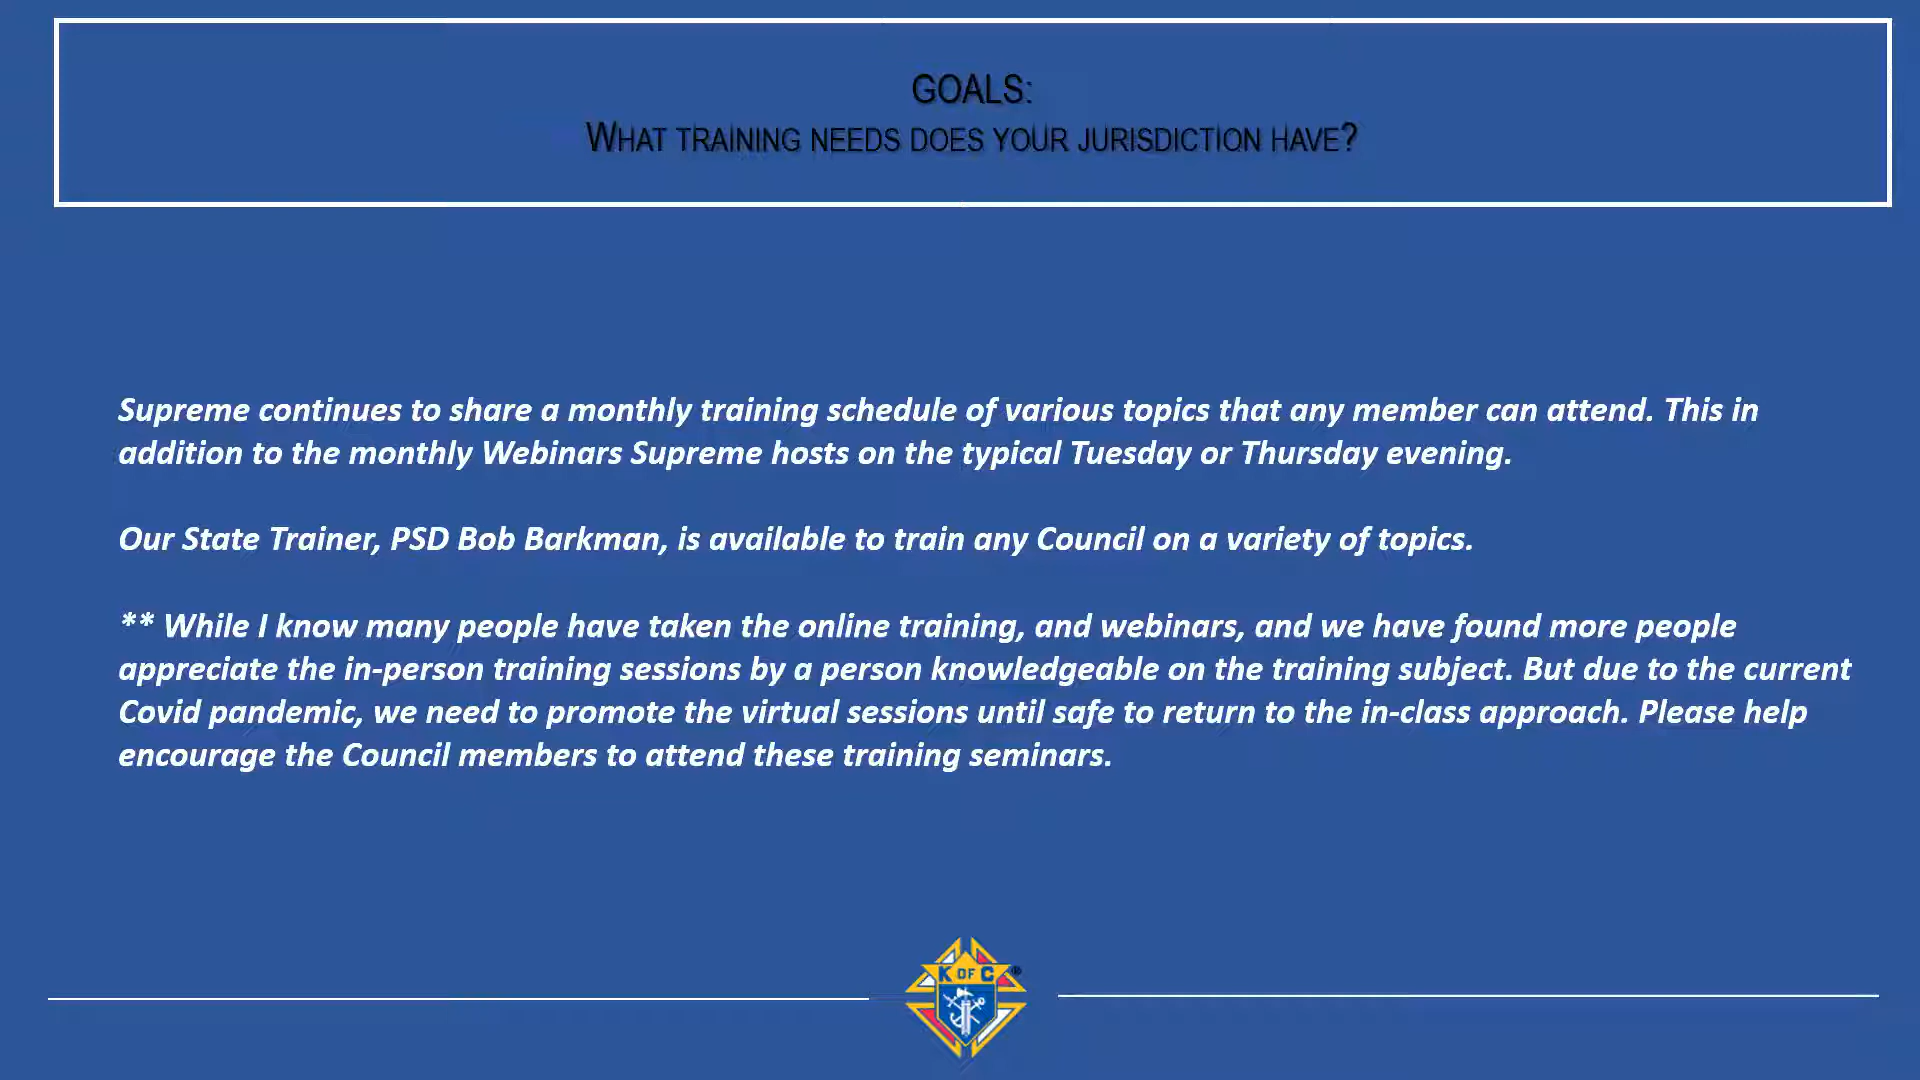 GOALS:
WHAT TRAINING NEEDS DOES YOUR JURISDICTION HAVE?
Supreme continues to share a monthly training schedule of various topics that any member can attend. This in
addition to the monthly Webinars Supreme hosts on the typical Tuesday or Thursday evening.
Our State Trainer, PSD Bob Barkman, is available to train any Council on a variety of topics.
** While I know many people have taken the online training, and webinars, and we have found more people
appreciate the in-person training sessions by a person knowledgeable on the training subject. But due to the current
Covid pandemic, we need to promote the virtual sessions until safe to return to the in-class approach. Please help
encourage the Council members to attend these training seminars.
K OF C ®